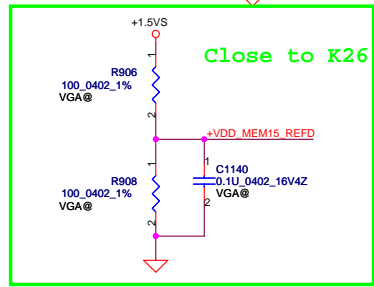 +1.5VS
Close to K26
1
R906
100_0402_1%
VGA@
2
+VDD_MEM15_REFD
1
R908
100_0402_1%
VGA@
2
1
C1140
0.1U_0402_16V4Z
VGA@
2